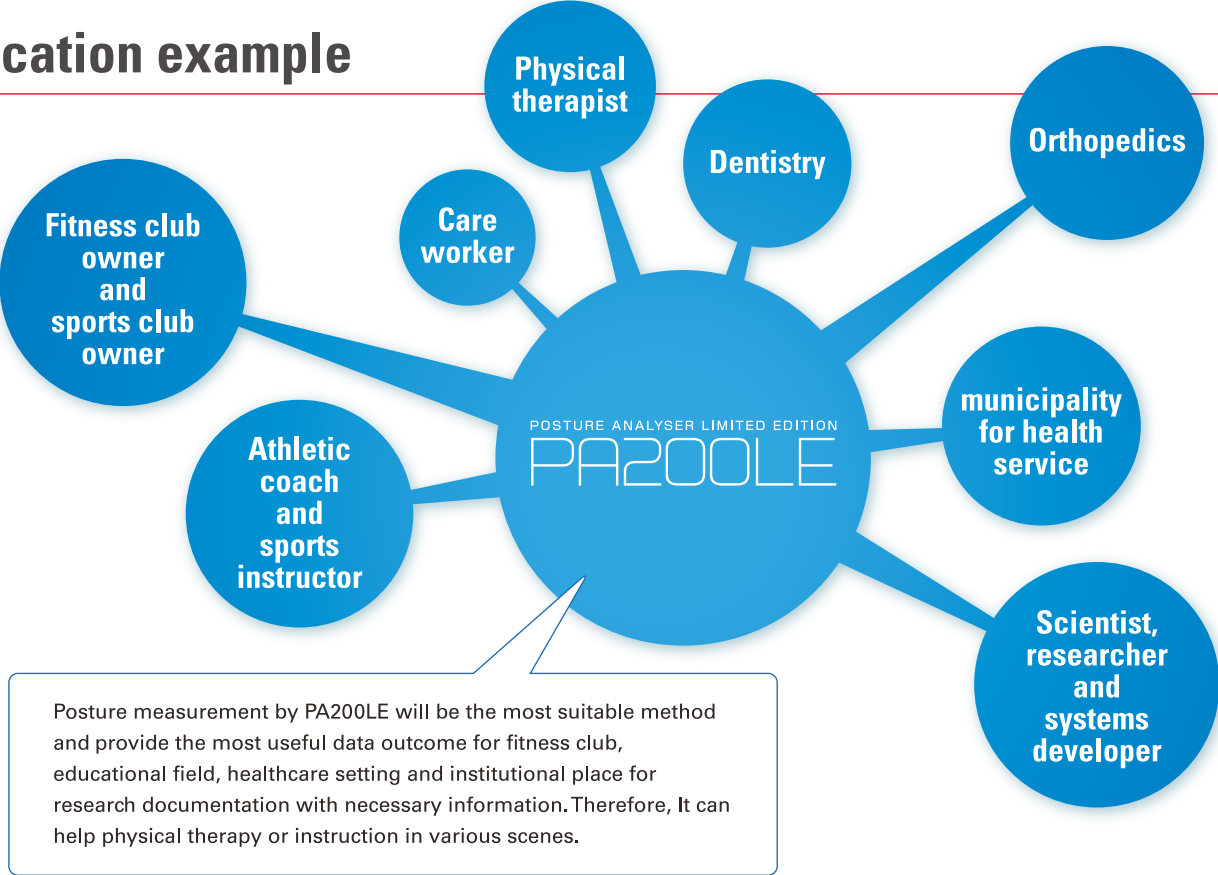 cation example
Physical
therapist
Dentistry
Orthopedics
Care
worker
Fitness club
owner
and
sports club
owner
municipality
for health
service
POSTURE ANALYSER LIMITED EDITION
PA200LE
Athletic
coach
and
sports
instructor
Scientist,
researcher
and
systems
developer
Posture measurement by PA200LE will be the most suitable method
and provide the most useful data outcome for fitness club,
educational field, healthcare setting and institutional place for
research documentation with necessary information. Therefore, It can
help physical therapy or instruction in various scenes.